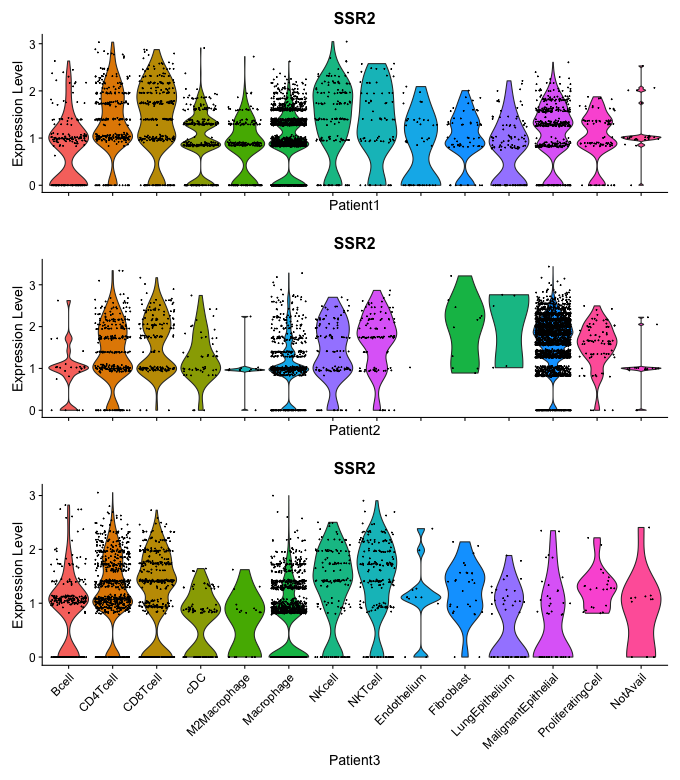 SSR2
Expression Level
3
2
1
0
Patient1
SSR2
Expression Level
3
2
1
0
Patient2
SSR2
Expression Level
3
2
1
0
Bcell
CD4Tcell
CD8Tcell
cDC
M2Macrophage
Macrophage
NKcell
NKTcell
Endothelium
Fibroblast
LungEpithelium
MalignantEpithelial
ProliferatingCell
NotAvail
Patient3